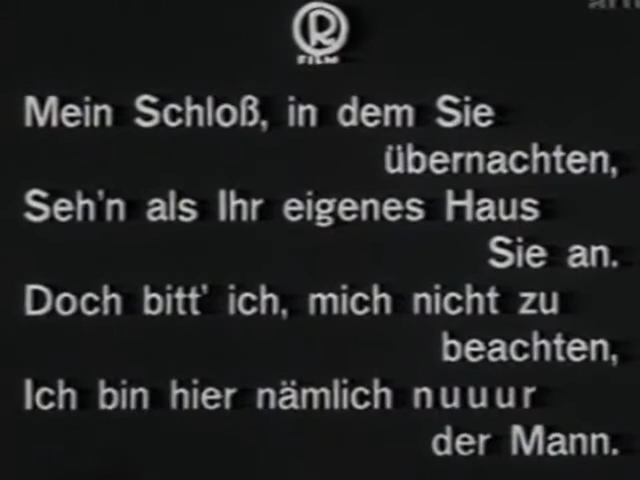 R
FILM
Mein Schloß, in dem Sie
übernachten,
Seh'n als Ihr eigenes Haus
Sie an.
Doch bitt' ich, mich nicht zu
beachten,
Ich bin hier nämlich nuuur
der Mann.